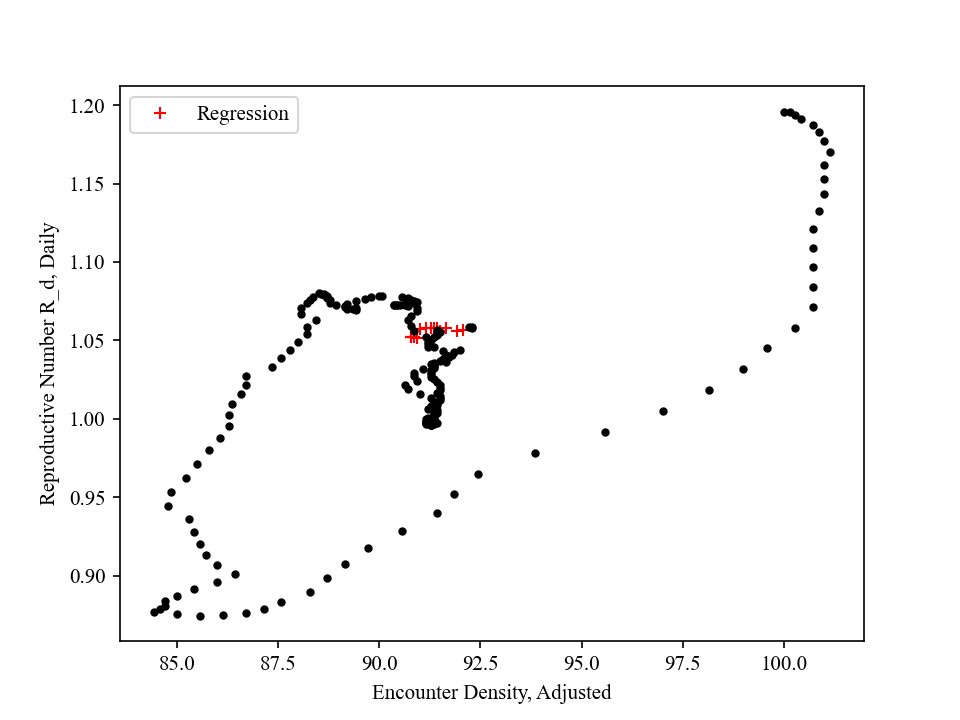 Regression
1.20
1.15
1.10
1.05
1.00
0.95
0.90
Reproductive Number R_d, Daily
85.0 87.5 90.0 92.5 95.0 97.5 100.0
Encounter Density, Adjusted